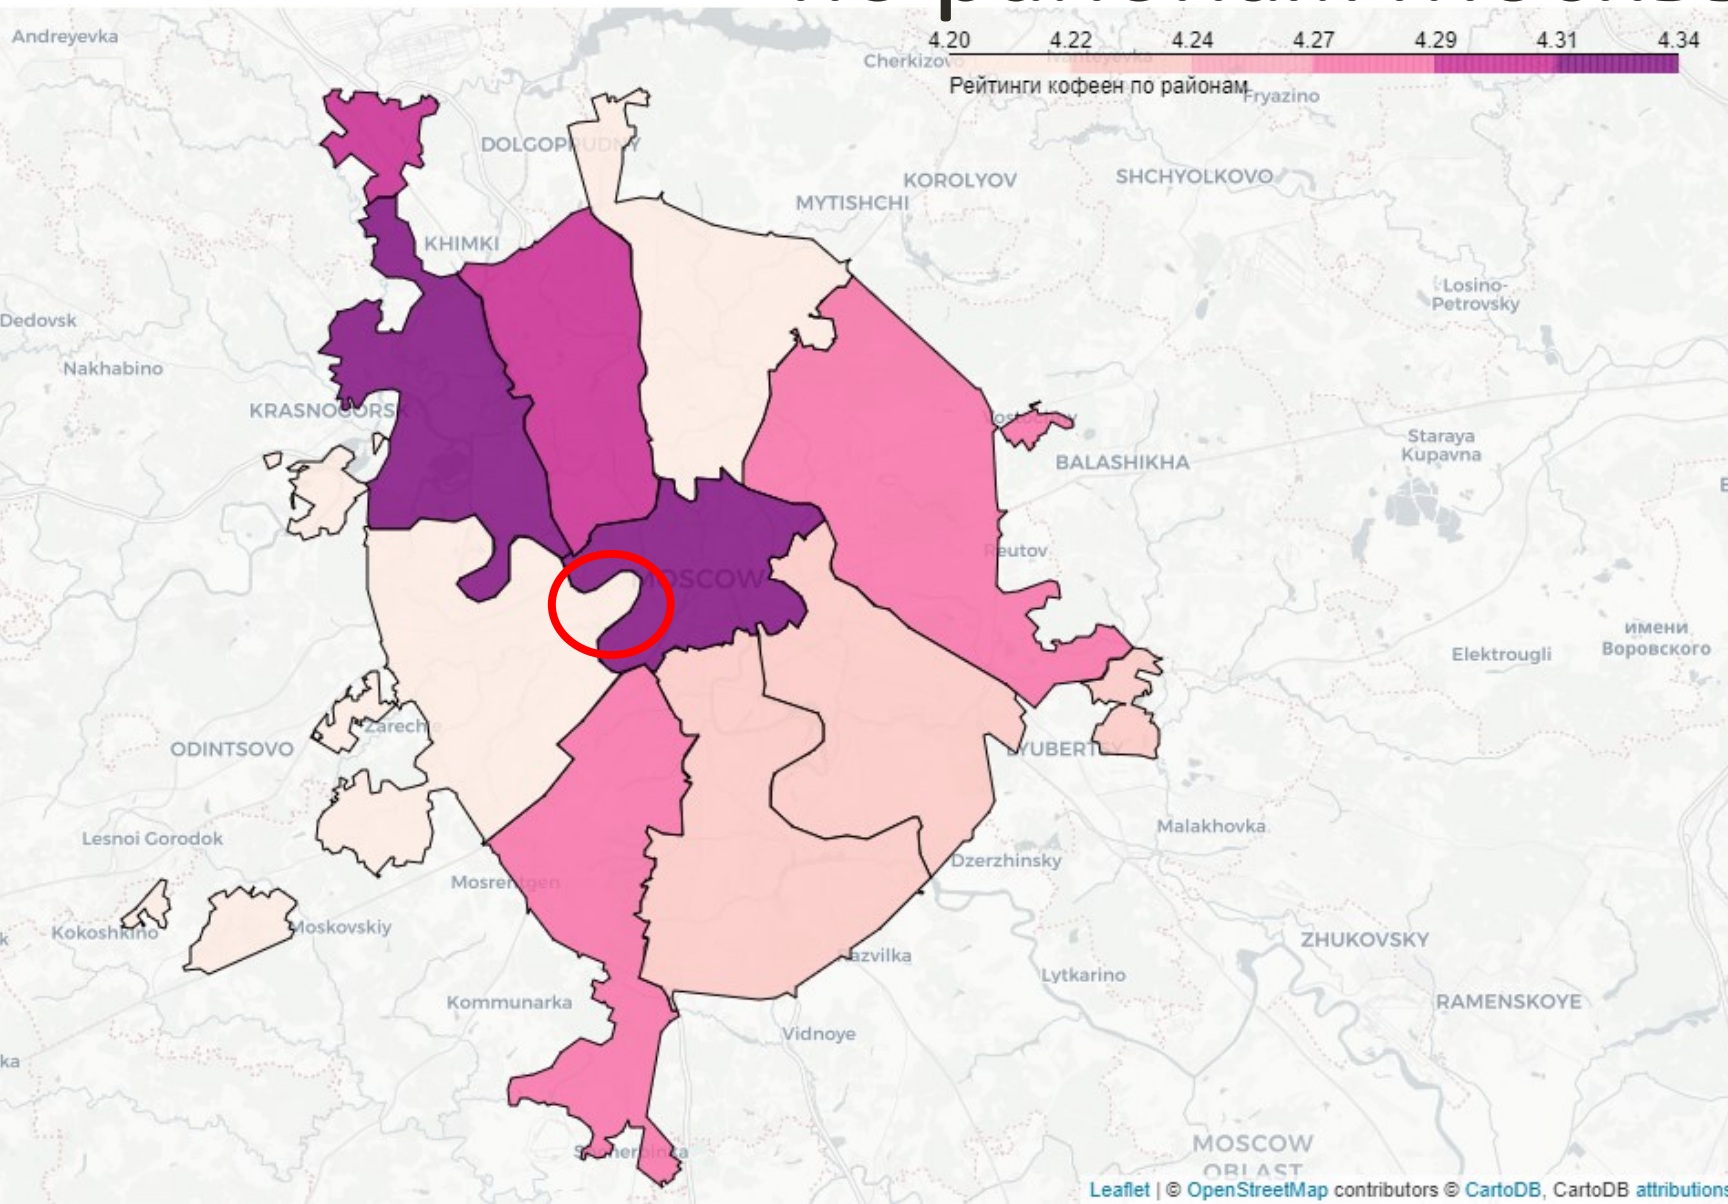 Andreyevka
4.20 4.22 4.24 4.27 4.29 4.31 4.34
Cherkizovo
Рейтинги кофеен по районам
Fryazino
DOLGOPRUDNY
KOROLYOV
SHCHYOLKOVO
MYTISHCHI
KHIMKI
Losino-
Petrovsky
Dedovsk
Nakhabino
KRASNOGORSK
Staraya
Kupavna
BALASHIKHA
Reutov
MOSCOW
имени
Воровского
Elektrougli
Zarech
ODINTSOVO
LYUBERTSY
Malakhovka
Lesnoi Gorodok
Dzerzhinsky
Mosrentgen
Kokoshkino
Moskovskiy
ZHUKOVSKY
Razvilka
Lytkarino
Kommunarka
RAMENSKOYE
Vidnoye
ka
Shcherbinka
MOSCOW
OBLAST
Leaflet | © OpenStreetMap contributors © CartoDB, CartoDB attributions